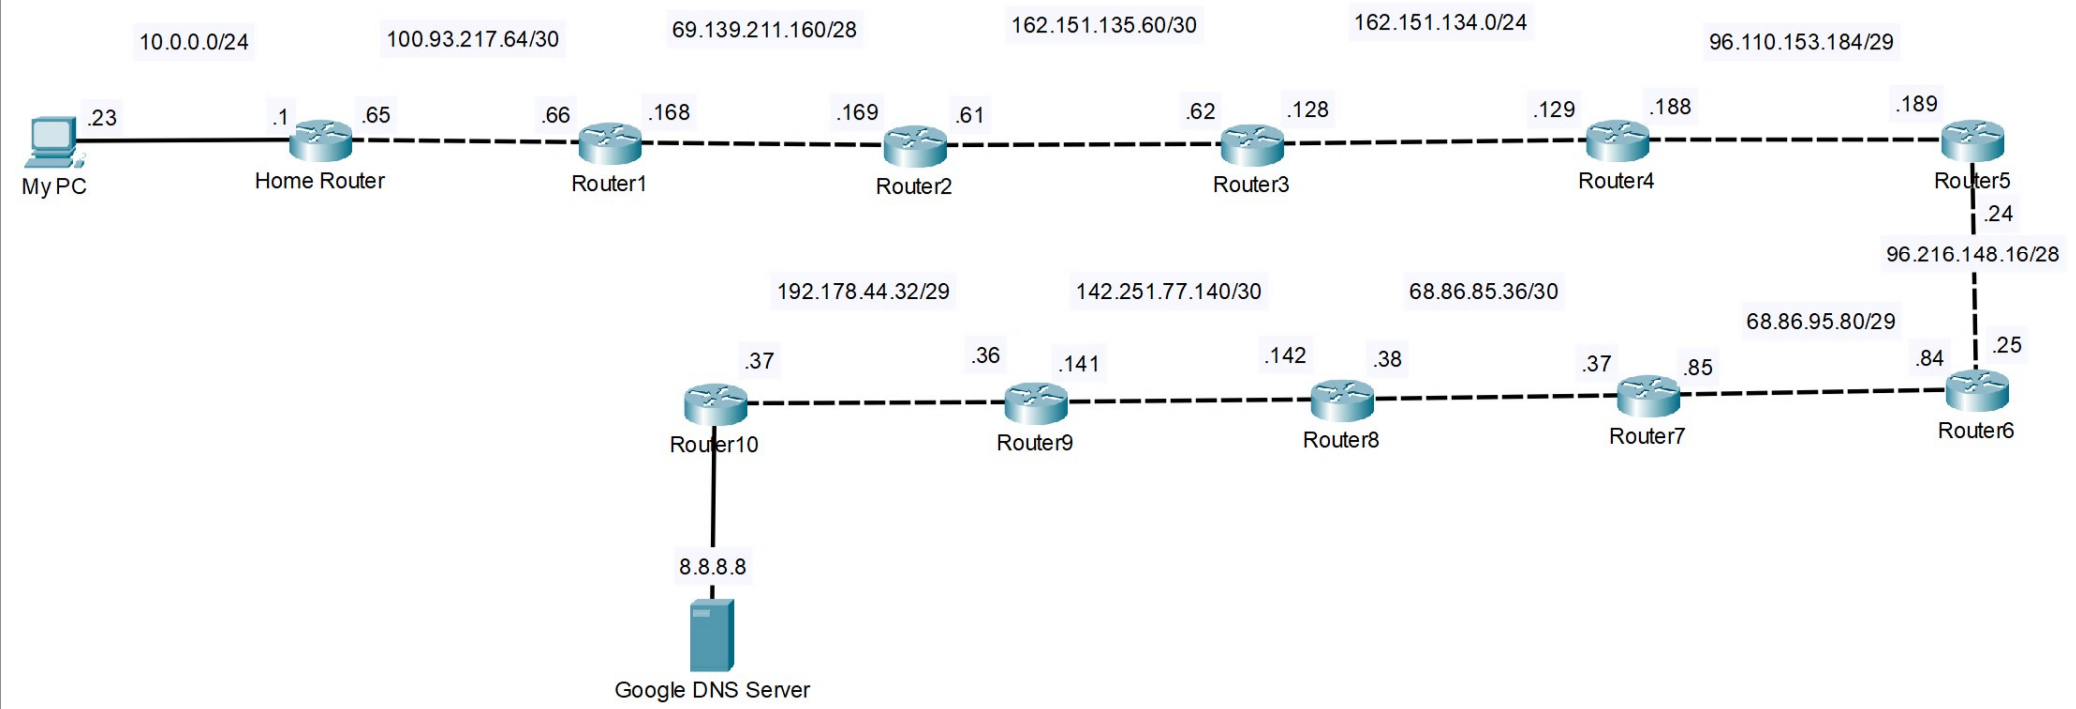 10.0.0.0/24
100.93.217.64/30
69.139.211.160/28
162.151.135.60/30
162.151.134.0/24
96.110.153.184/29
.23
.1
.65
.66
.168
.169
.61
.62
.128
.129
.188
.189
My PC
Home Router
Router1
Router2
Router3
Router4
Router5
.24
96.216.148.16/28
192.178.44.32/29
142.251.77.140/30
68.86.85.36/30
68.86.95.80/29
.37
.36
.141
.142
.38
.37
.85
.84
.25
Router10
Router9
Router8
Router7
Router6
8.8.8.8
Google DNS Server